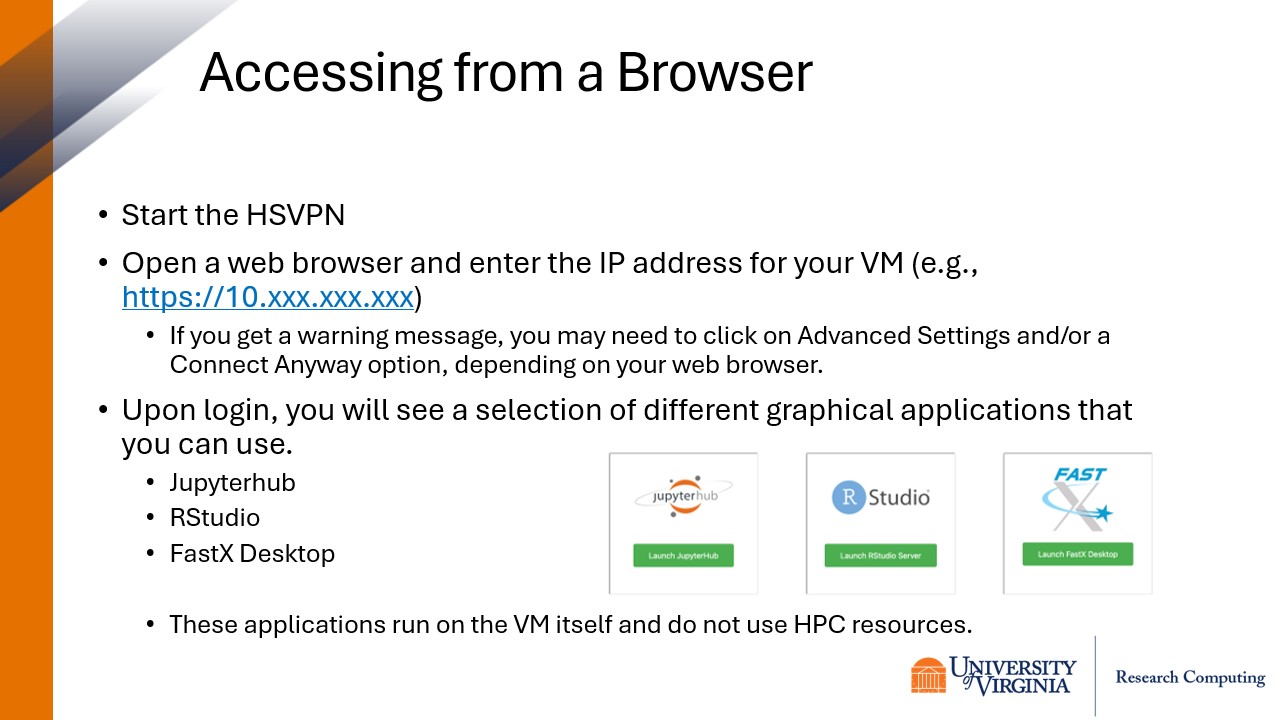 Accessing from a Browser
• Start the HSVPN
• Open a web browser and enter the IP address for your VM (e.g.,
https://10.xxx.xxx.xxx)
• If you get a warning message, you may need to click on Advanced Settings and/or a
Connect Anyway option, depending on your web browser.
• Upon login, you will see a selection of different graphical applications that
you can use.
• Jupyterhub
• RStudio
• FastX Desktop
jupyterhub
Launch JupyterHub
R Studio
Launch RStudio Server
FAST
X
Launch FastX Desktop
• These applications run on the VM itself and do not use HPC resources.
UNIVERSITY
of VIRGINIA
Research Computing